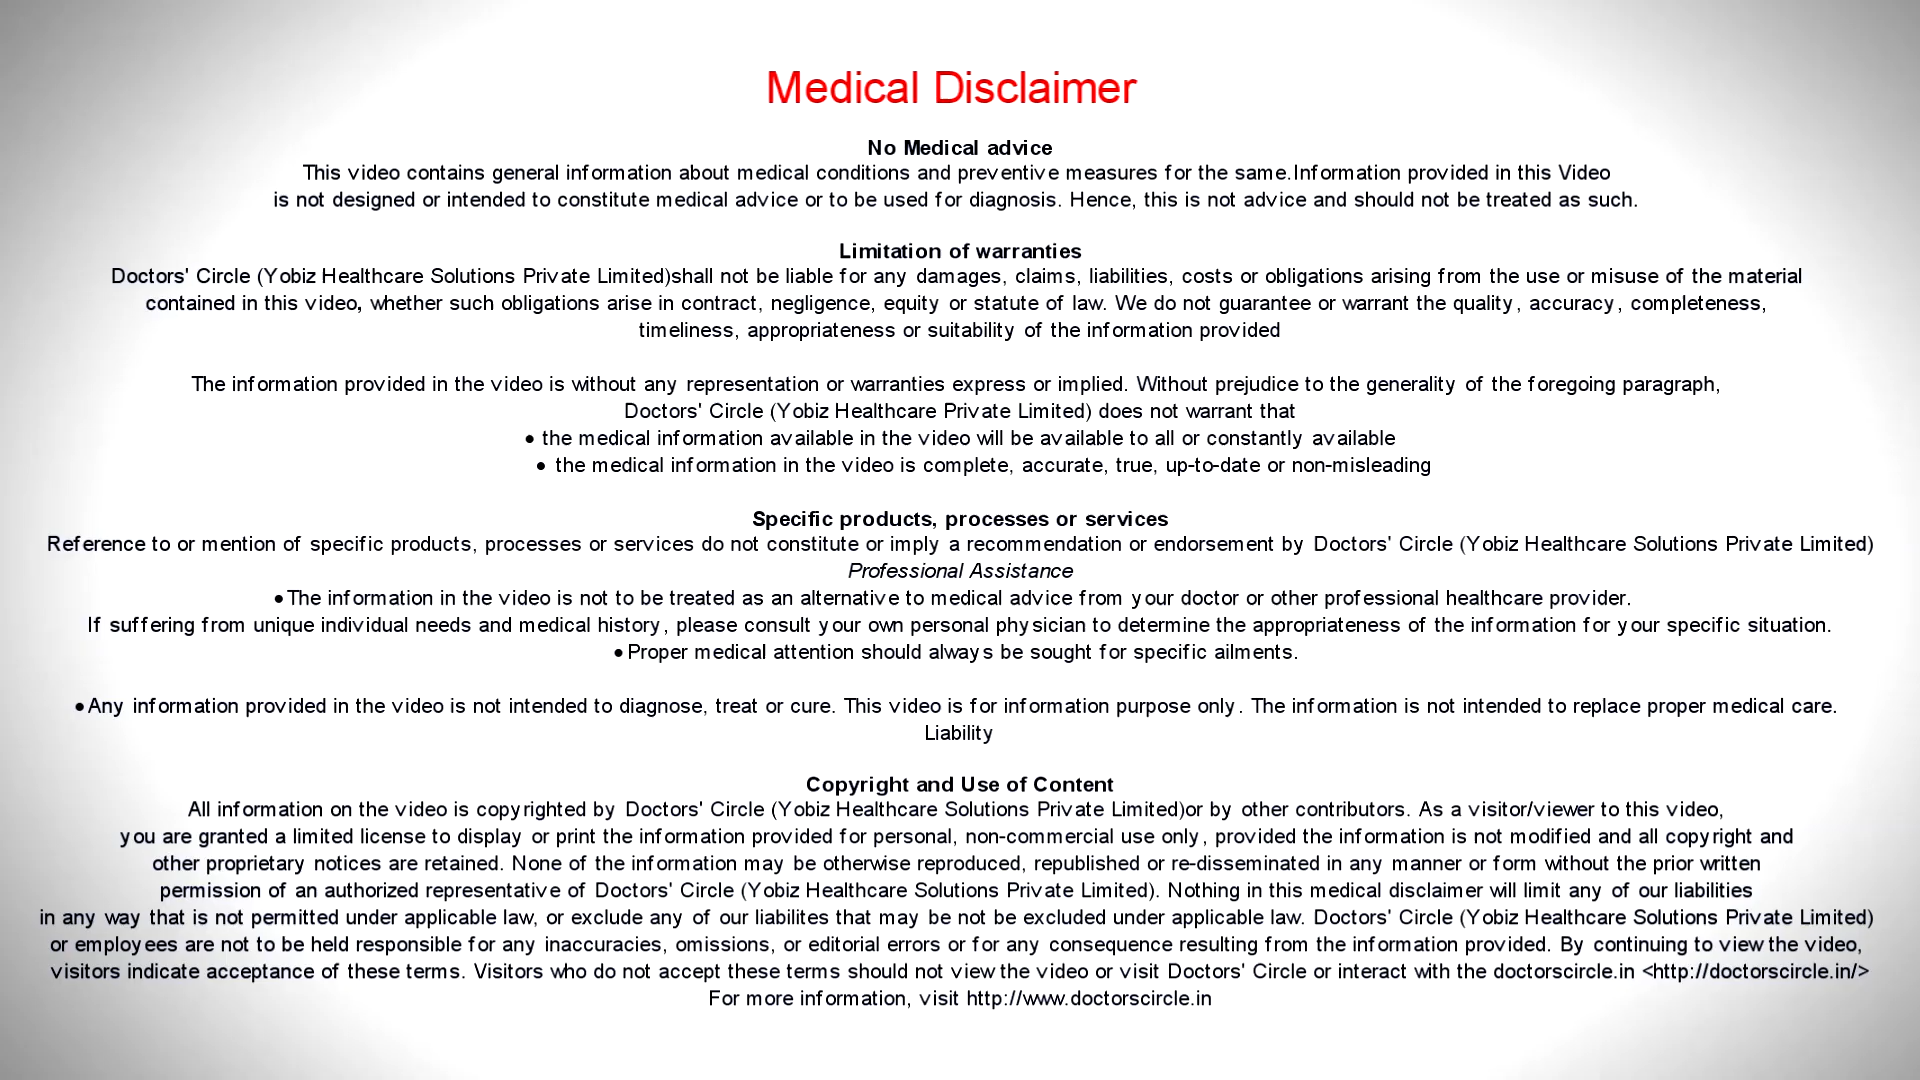 Medical Disclaimer
No Medical advice
This video contains general information about medical conditions and preventive measures for the same.Information provided in this Video
is not designed or intended to constitute medical advice or to be used for diagnosis. Hence, this is not advice and should not be treated as such.
Limitation of warranties
Doctors' Circle (Yobiz Healthcare Solutions Private Limited)shall not be liable for any damages, claims, liabilities, costs or obligations arising from the use or misuse of the material
contained in this video, whether such obligations arise in contract, negligence, equity or statute of law. We do not guarantee or warrant the quality, accuracy, completeness,
timeliness, appropriateness or suitability of the information provided
The information provided in the video is without any representation or warranties express or implied. Without prejudice to the generality of the foregoing paragraph,
Doctors' Circle (Yobiz Healthcare Private Limited) does not warrant that
• the medical information available in the video will be available to all or constantly available
• the medical information in the video is complete, accurate, true, up-to-date or non-misleading
Specific products, processes or services
Reference to or mention of specific products, processes or services do not constitute or imply a recommendation or endorsement by Doctors' Circle (Yobiz Healthcare Solutions Private Limited)
Professional Assistance
•The information in the video is not to be treated as an alternative to medical advice from your doctor or other professional healthcare provider.
If suffering from unique individual needs and medical history, please consult your own personal physician to determine the appropriateness of the information for your specific situation.
•Proper medical attention should always be sought for specific ailments.
•Any information provided in the video is not intended to diagnose, treat or cure. This video is for information purpose only. The information is not intended to replace proper medical care.
Liability
Copyright and Use of Content
All information on the video is copyrighted by Doctors' Circle (Yobiz Healthcare Solutions Private Limited)or by other contributors. As a visitor/viewer to this video,
you are granted a limited license to display or print the information provided for personal, non-commercial use only, provided the information is not modified and all copyright and
other proprietary notices are retained. None of the information may be otherwise reproduced, republished or re-disseminated in any manner or form without the prior written
permission of an authorized representative of Doctors' Circle (Yobiz Healthcare Solutions Private Limited). Nothing in this medical disclaimer will limit any of our liabilities
in any way that is not permitted under applicable law, or exclude any of our liabilites that may be not be excluded under applicable law. Doctors' Circle (Yobiz Healthcare Solutions Private Limited)
or employees are not to be held responsible for any inaccuracies, omissions, or editorial errors or for any consequence resulting from the information provided. By continuing to view the video,
visitors indicate acceptance of these terms. Visitors who do not accept these terms should not view the video or visit Doctors' Circle or interact with the doctorscircle.in <http://doctorscircle.in/>
For more information, visit http://www.doctorscircle.in